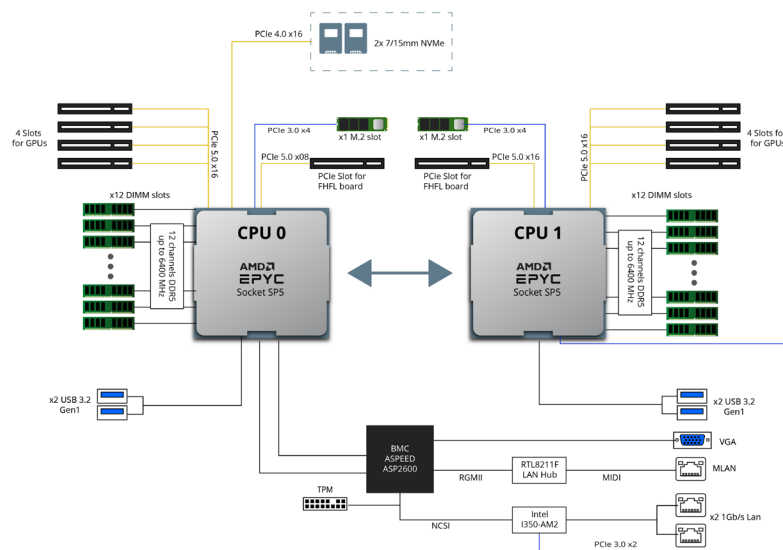 PCIe 4.0 x16
2x 7/15mm NVMe
4 Slots
for GPUs
PCIe 5.0 x16
PCIe 3.0 x4
x1 M.2 slot
PCIe 5.0 x08
PCIe Slot for
FHFL board
x1 M.2 slot
PCIe 3.0 x4
PCIe 5.0 x16
PCIe Slot for
FHFL board
PCIe 5.0 x16
4 Slots for
GPUs
x12 DIMM slots
12 channels DDR5
up to 6400 MHz
CPU 0
AMD
EPYC
Socket SP5
CPU 1
AMD
EPYC
Socket SP5
x12 DIMM slots
12 channels DDR5
up to 6400 MHz
x2 USB 3.2
Gen1
x2 USB 3.2
Gen1
BMC
ASPEED
ASP2600
VGA
RGMII
RTL8211F
LAN Hub
MIDI
MLAN
TPM
NCSI
Intel
I350-AM2
x2 1Gb/s Lan
PCIe 3.0 x2